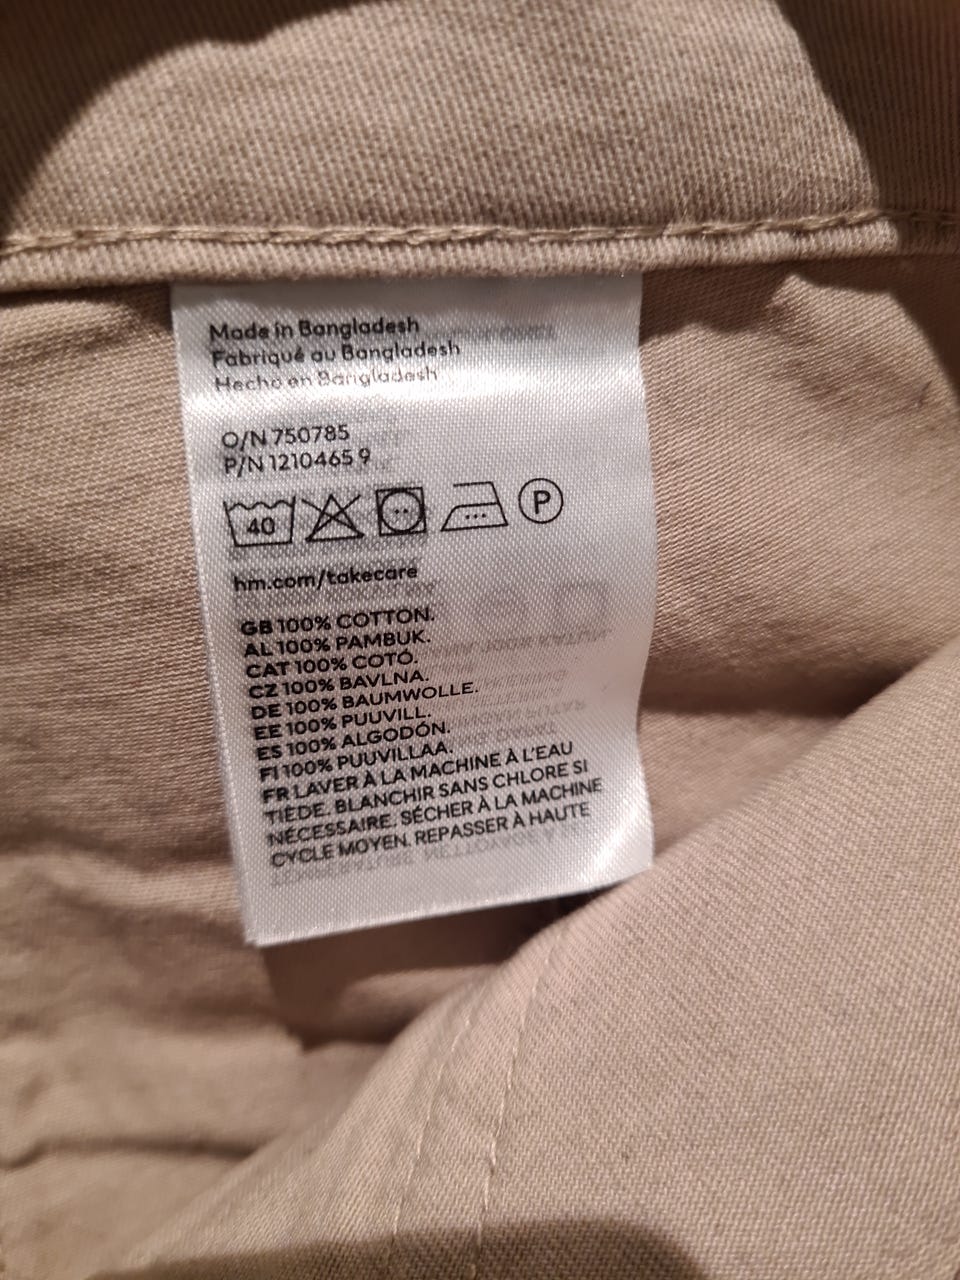 Made in Bangladesh
Fabriqué au Bangladesh
Hecho en Bangladesh
O/N 750785
P/N 1210465 9
40 P
hm.com/takecare
GB 100% COTTON.
AL 100% PAMBUK.
CAT 100% COTÓ.
CZ 100% BAVLNA.
DE 100% BAUMWOLLE.
EE 100% PUUVILL.
ES 100% ALGODÓN.
FI 100% PUUVILLAA.
FR LAVER À LA MACHINE À L'EAU
TIÈDE. BLANCHIR SANS CHLORE SI
NÉCESSAIRE. SÉCHER À LA MACHINE
CYCLE MOYEN. REPASSER À HAUTE